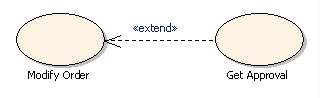 «extend»
Modify Order
Get Approval